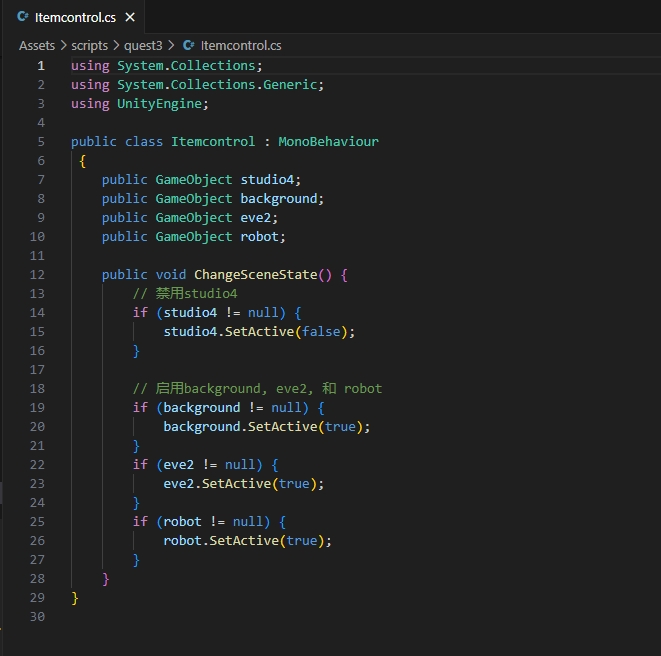 Itemcontrol.cs
Assets > scripts > quest3 > Itemcontrol.cs
1 using System.Collections;
2 using System.Collections.Generic;
3 using UnityEngine;
4
5 public class Itemcontrol : MonoBehaviour
6 {
7 public GameObject studio4;
8 public GameObject background;
9 public GameObject eve2;
10 public GameObject robot;
11
12 public void ChangeSceneState() {
13 // 禁用studio4
14 if (studio4 != null) {
15 studio4.SetActive(false);
16 }
17
18 // 启用background, eve2, 和 robot
19 if (background != null) {
20 background.SetActive(true);
21 }
22 if (eve2 != null) {
23 eve2.SetActive(true);
24 }
25 if (robot != null) {
26 robot.SetActive(true);
27 }
28 }
29 }
30